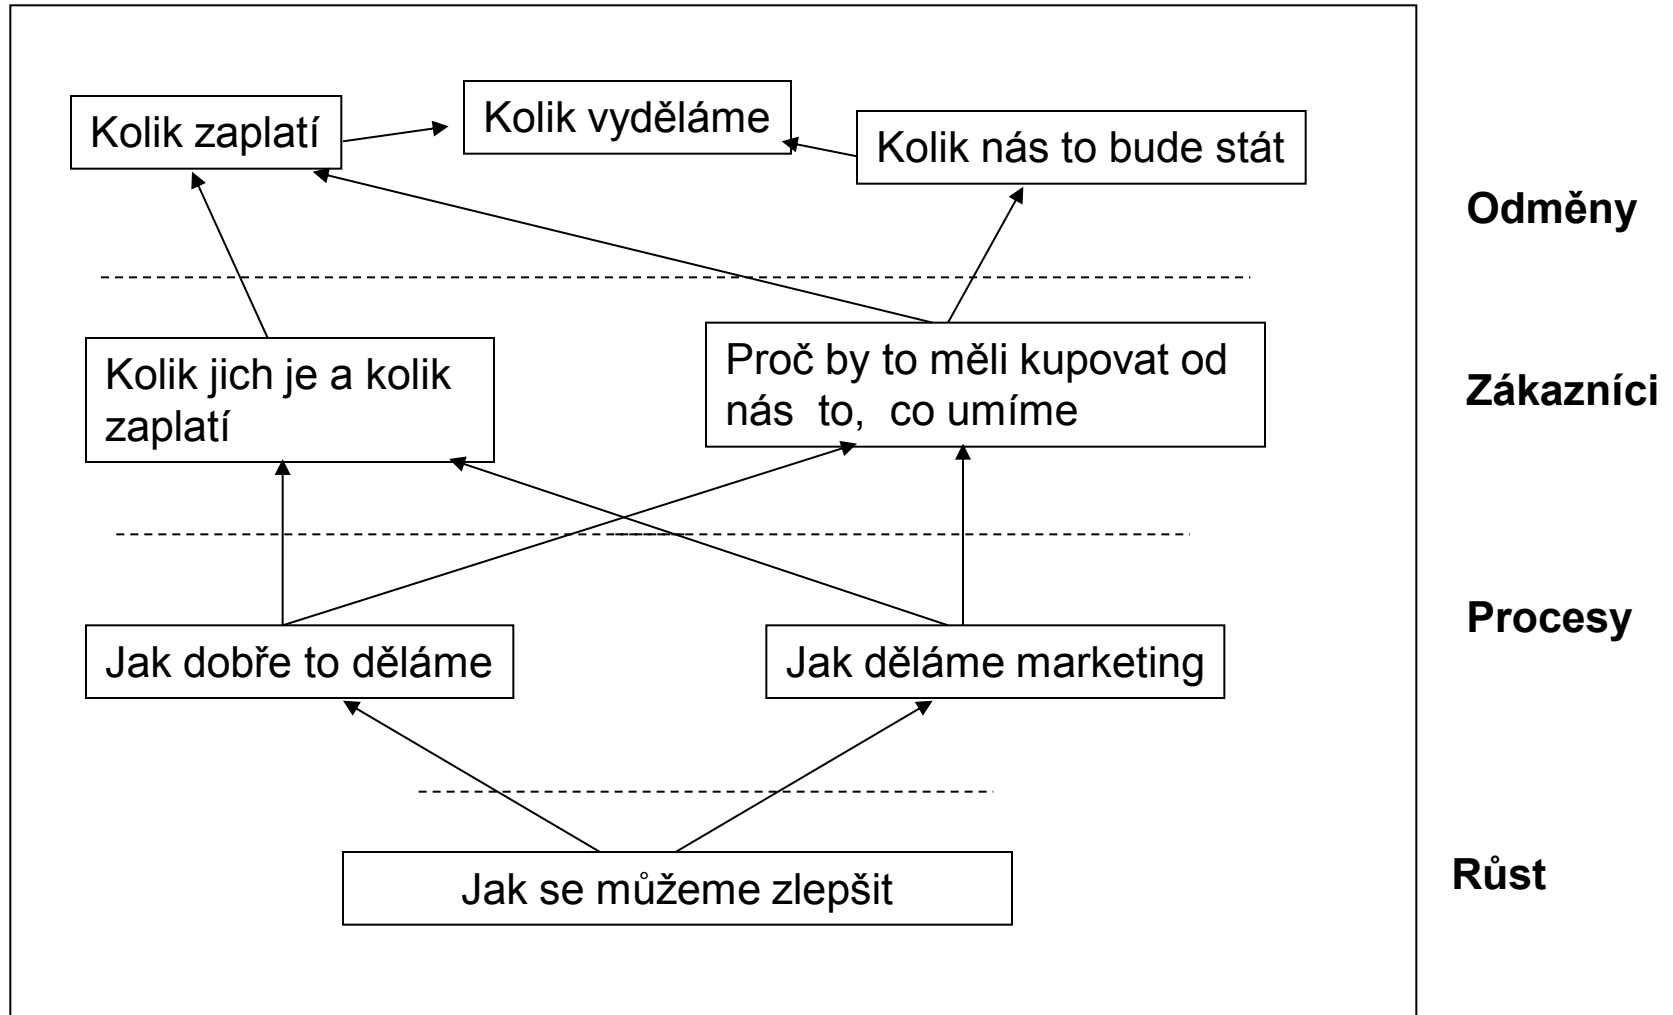 Kolik zaplatí
Kolik vyděláme
Kolik nás to bude stát
Odměny
Kolik jich je a kolik
zaplatí
Proč by to měli kupovat od
nás to, co umíme
Zákazníci
Jak dobře to děláme
Jak děláme marketing
Procesy
Jak se můžeme zlepšit
Růst